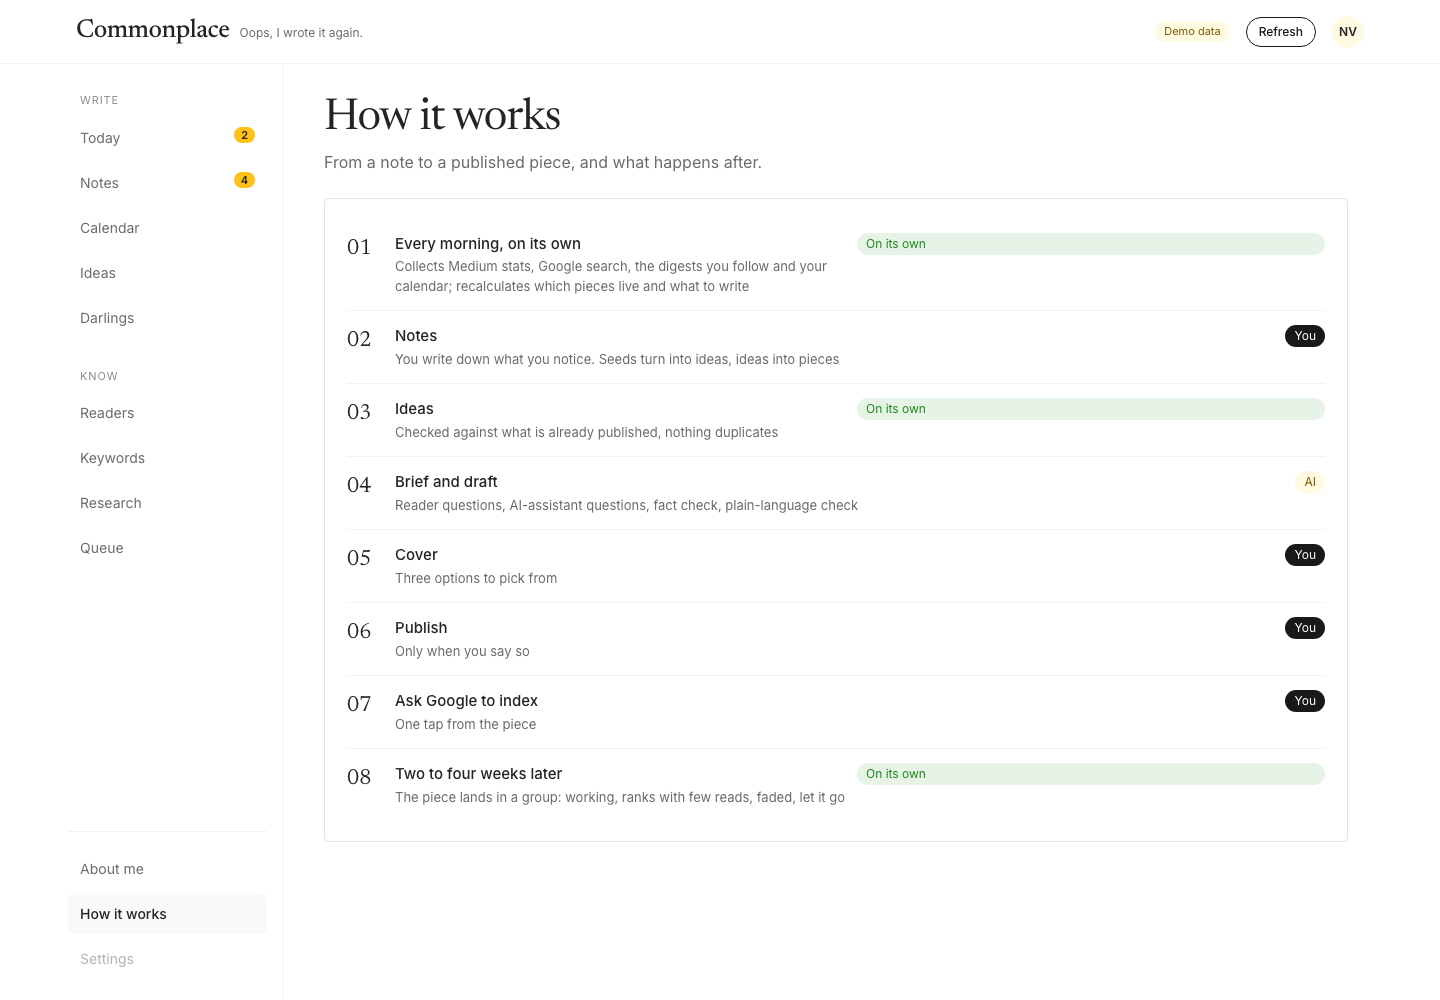 Commonplace
Oops, I wrote it again.
Demo data
Refresh
NV
WRITE
Today
2
Notes
4
Calendar
Ideas
Darlings
KNOW
Readers
Keywords
Research
Queue
About me
How it works
Settings
How it works
From a note to a published piece, and what happens after.
01
Every morning, on its own
On its own
Collects Medium stats, Google search, the digests you follow and your
calendar; recalculates which pieces live and what to write
02
Notes
You
You write down what you notice. Seeds turn into ideas, ideas into pieces
03
Ideas
On its own
Checked against what is already published, nothing duplicates
04
Brief and draft
AI
Reader questions, AI-assistant questions, fact check, plain-language check
05
Cover
You
Three options to pick from
06
Publish
You
Only when you say so
07
Ask Google to index
You
One tap from the piece
08
Two to four weeks later
On its own
The piece lands in a group: working, ranks with few reads, faded, let it go